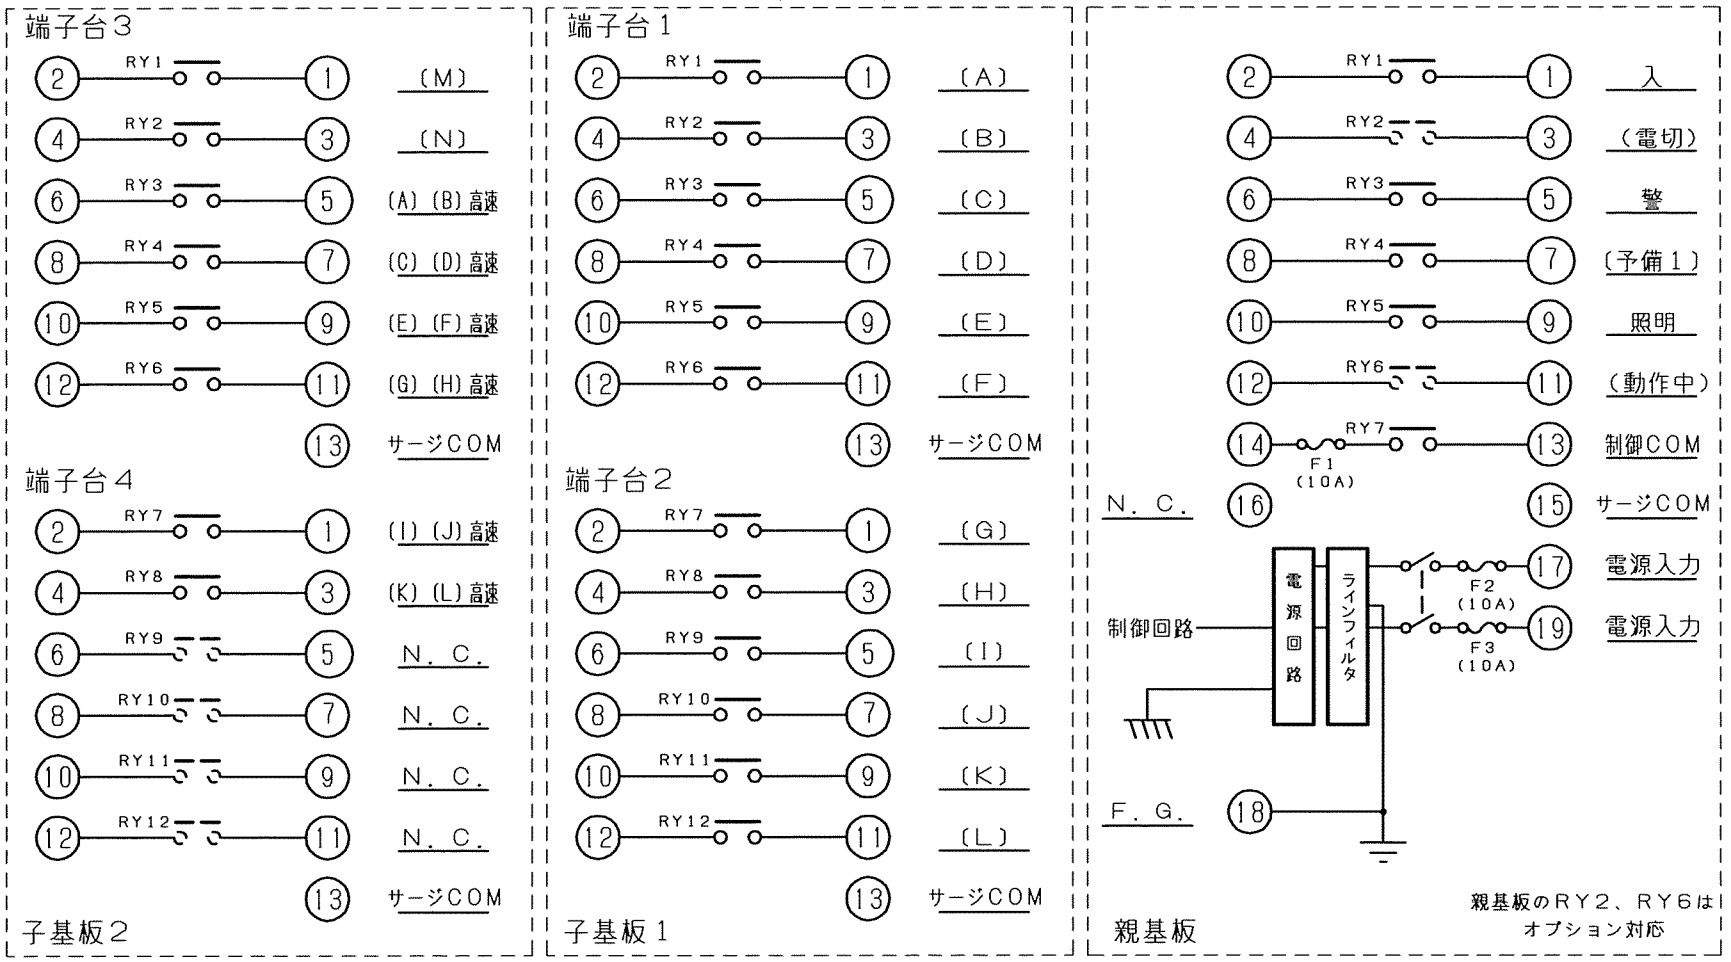 端子台3
② RY1 ① (M)
④ RY2 ③ (N)
⑥ RY3 ⑤ (A) (B) 高速
⑧ RY4 ⑦ (C) (D) 高速
⑩ RY5 ⑨ (E) (F) 高速
⑫ RY6 ⑪ (G) (H) 高速
⑬ サージCOM
端子台4
② RY7 ① (I) (J) 高速
④ RY8 ③ (K) (L) 高速
⑥ RY9 ⑤ N.C.
⑧ RY10 ⑦ N.C.
⑩ RY11 ⑨ N.C.
⑫ RY12 ⑪ N.C.
⑬ サージCOM
子基板2
端子台1
② RY1 ① (A)
④ RY2 ③ (B)
⑥ RY3 ⑤ (C)
⑧ RY4 ⑦ (D)
⑩ RY5 ⑨ (E)
⑫ RY6 ⑪ (F)
⑬ サージCOM
端子台2
② RY7 ① (G)
④ RY8 ③ (H)
⑥ RY9 ⑤ (I)
⑧ RY10 ⑦ (J)
⑩ RY11 ⑨ (K)
⑫ RY12 ⑪ (L)
⑬ サージCOM
子基板1
② RY1 ① 入
④ RY2 ③ (電切)
⑥ RY3 ⑤ 警
⑧ RY4 ⑦ (予備1)
⑩ RY5 ⑨ 照明
⑫ RY6 ⑪ (動作中)
⑭ RY7 ⑬ 制御COM
F1
(10A)
N.C. ⑯ ⑮ サージCOM
電源回路
ラインフィルタ
⑰ 電源入力
F2
(10A)
制御回路
⑲ 電源入力
F3
(10A)
F.G. ⑱
親基板のRY2、RY6は
オプション対応
親基板